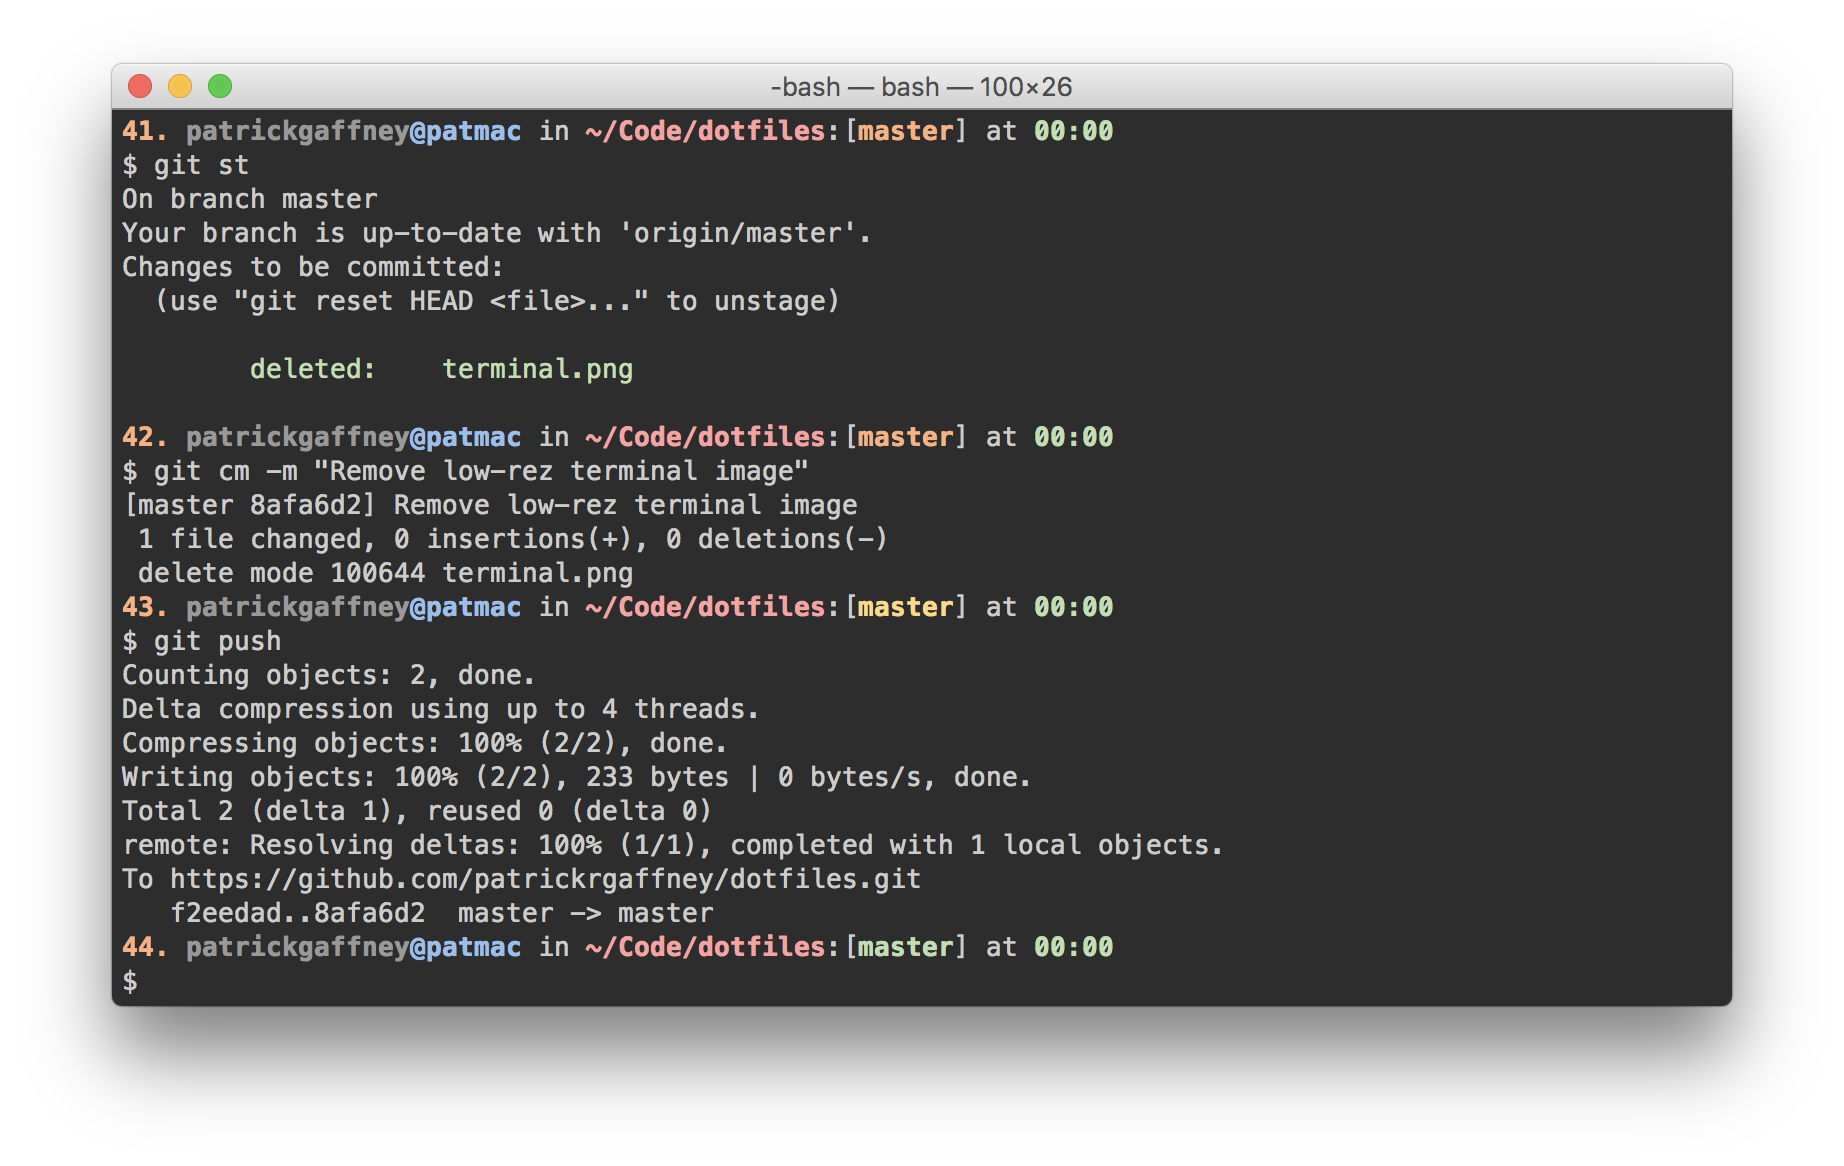 -bash — bash — 100×26
41. patrickgaffney@patmac in ~/Code/dotfiles:[master] at 00:00
$ git st
On branch master
Your branch is up-to-date with 'origin/master'.
Changes to be committed:
  (use "git reset HEAD <file>..." to unstage)
        deleted:    terminal.png
42. patrickgaffney@patmac in ~/Code/dotfiles:[master] at 00:00
$ git cm -m "Remove low-rez terminal image"
[master 8afa6d2] Remove low-rez terminal image
 1 file changed, 0 insertions(+), 0 deletions(-)
 delete mode 100644 terminal.png
43. patrickgaffney@patmac in ~/Code/dotfiles:[master] at 00:00
$ git push
Counting objects: 2, done.
Delta compression using up to 4 threads.
Compressing objects: 100% (2/2), done.
Writing objects: 100% (2/2), 233 bytes | 0 bytes/s, done.
Total 2 (delta 1), reused 0 (delta 0)
remote: Resolving deltas: 100% (1/1), completed with 1 local objects.
To https://github.com/patrickrgaffney/dotfiles.git
   f2eedad..8afa6d2  master -> master
44. patrickgaffney@patmac in ~/Code/dotfiles:[master] at 00:00
$